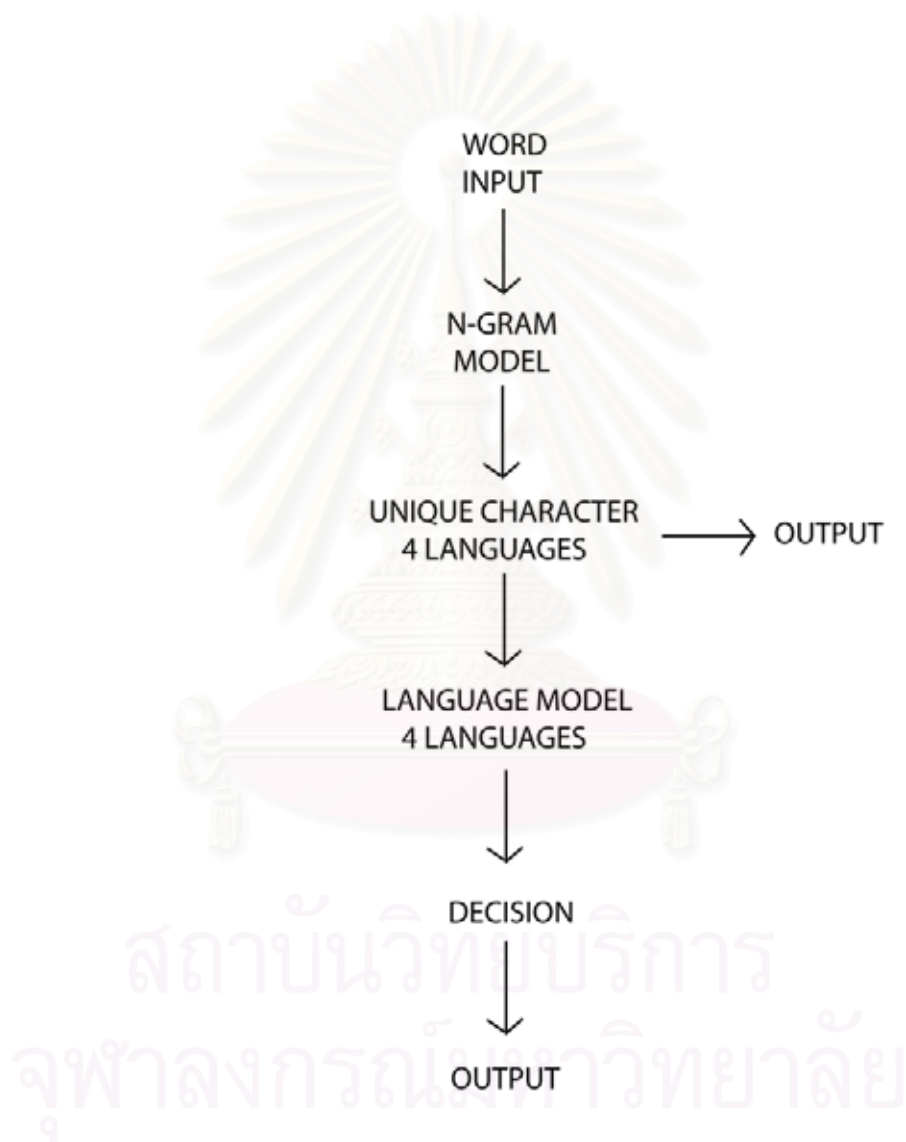 WORD
INPUT
N-GRAM
MODEL
UNIQUE CHARACTER
4 LANGUAGES
OUTPUT
LANGUAGE MODEL
4 LANGUAGES
DECISION
OUTPUT
สถาบันวิทยบริการ
จุฬาลงกรณ์มหาวิทยาลัย